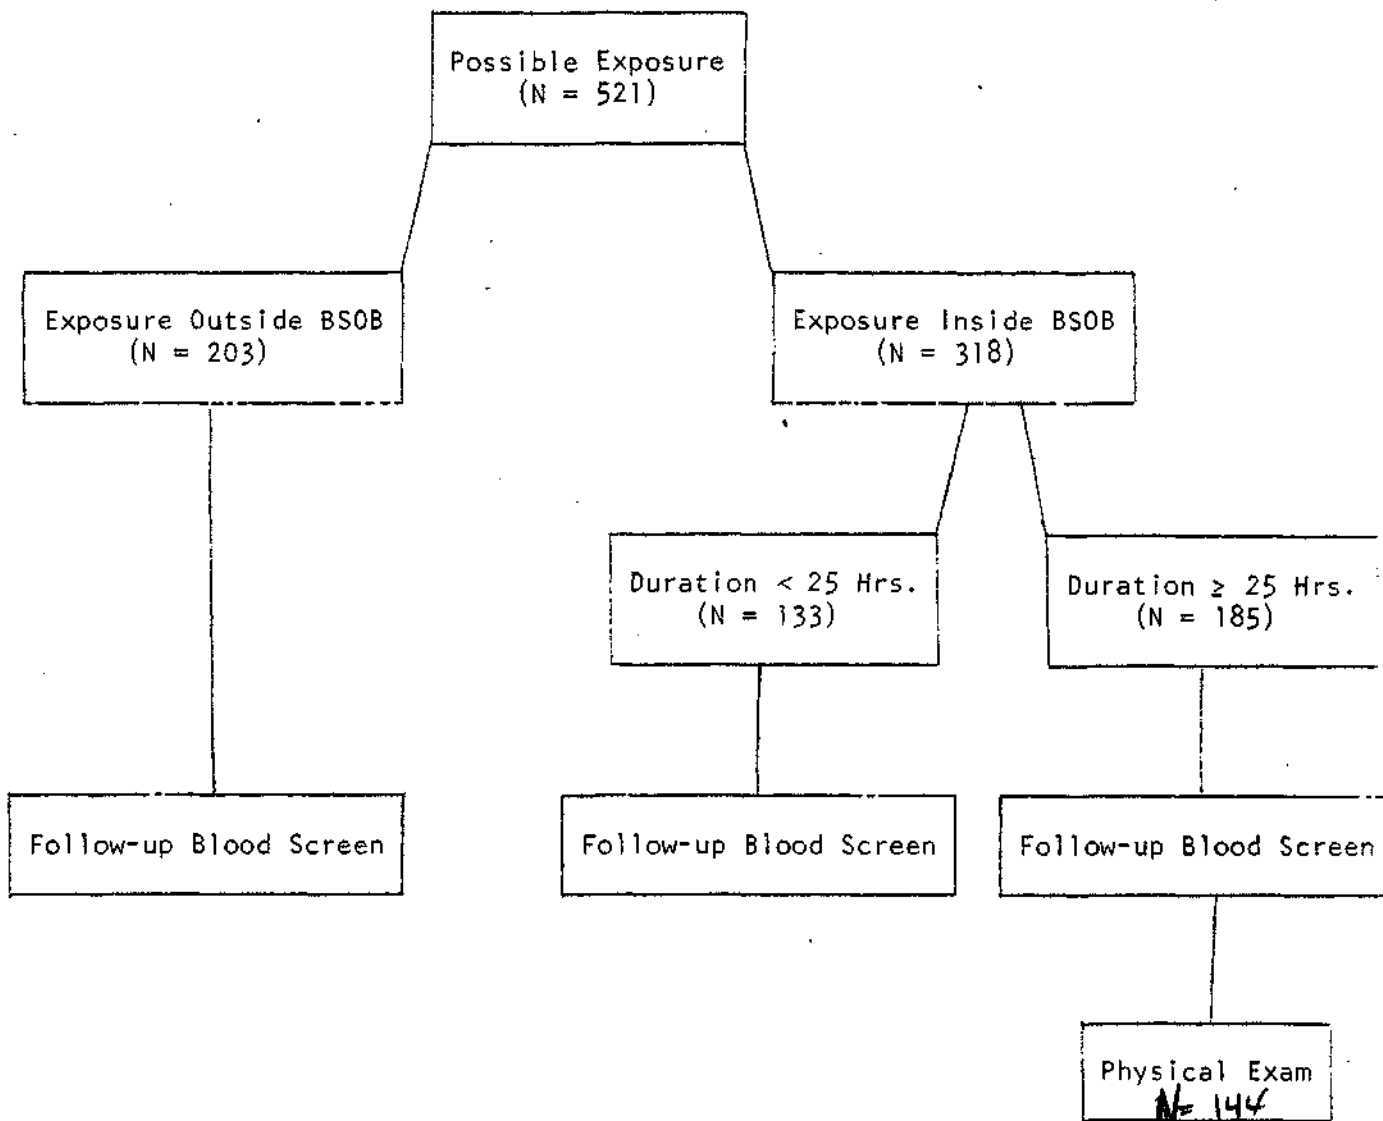 Possible Exposure
(N = 521)
Exposure Outside BSOB
(N = 203)
Exposure Inside BSOB
(N = 318)
Duration < 25 Hrs.
(N = 133)
Duration ≥ 25 Hrs.
(N = 185)
Follow-up Blood Screen
Follow-up Blood Screen
Follow-up Blood Screen
Physical Exam
N= 144